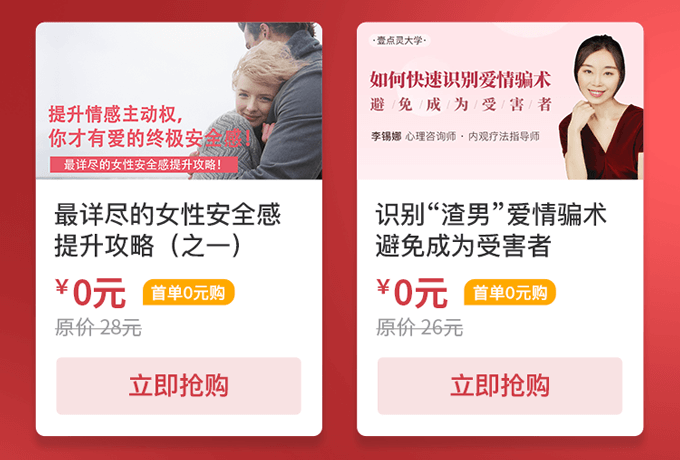 提升情感主动权，
你才有爱的终极安全感！
最详尽的女性安全感提升攻略！
最详尽的女性安全感
提升攻略（之一）
¥0元 首单0元购
原价 28元
立即抢购
·壹点灵大学·
如何快速识别爱情骗术
避/免/成/为/受/害/者
李锡娜 心理咨询师·内观疗法指导师
识别“渣男”爱情骗术
避免成为受害者
¥0元 首单0元购
原价 26元
立即抢购